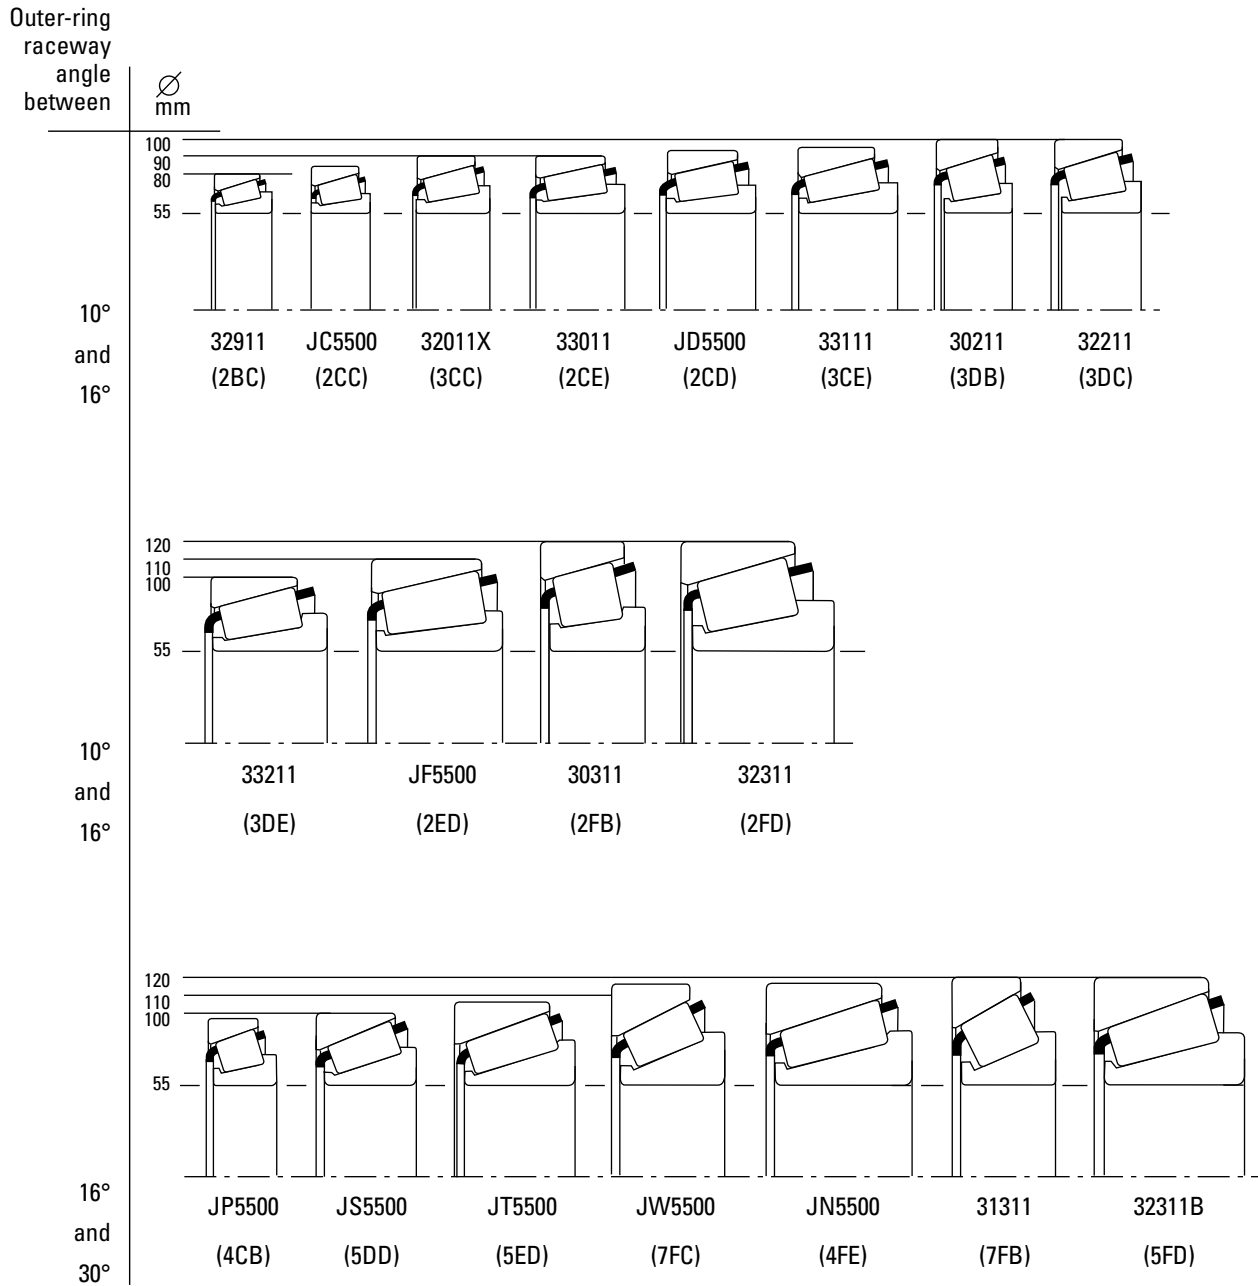 Outer-ring
raceway
angle
between
Ø
mm
100
90
80
55
10°
and
16°
32911 JC5500 32011X 33011 JD5500 33111 30211 32211
(2BC) (2CC) (3CC) (2CE) (2CD) (3CE) (3DB) (3DC)
120
110
100
55
10°
and
16°
33211 JF5500 30311 32311
(3DE) (2ED) (2FB) (2FD)
120
110
100
55
16°
and
30°
JP5500 JS5500 JT5500 JW5500 JN5500 31311 32311B
(4CB) (5DD) (5ED) (7FC) (4FE) (7FB) (5FD)